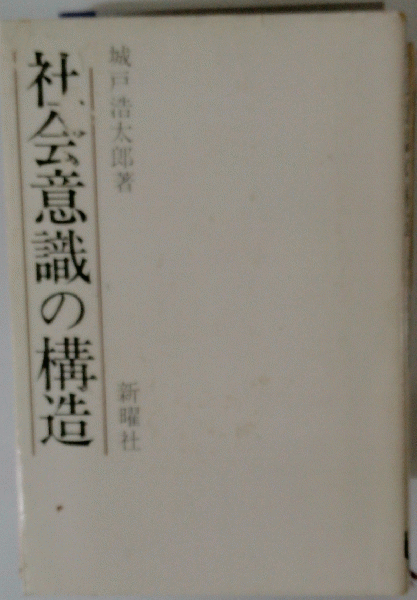 社会意識の構造
城戸浩太郎著
新曜社